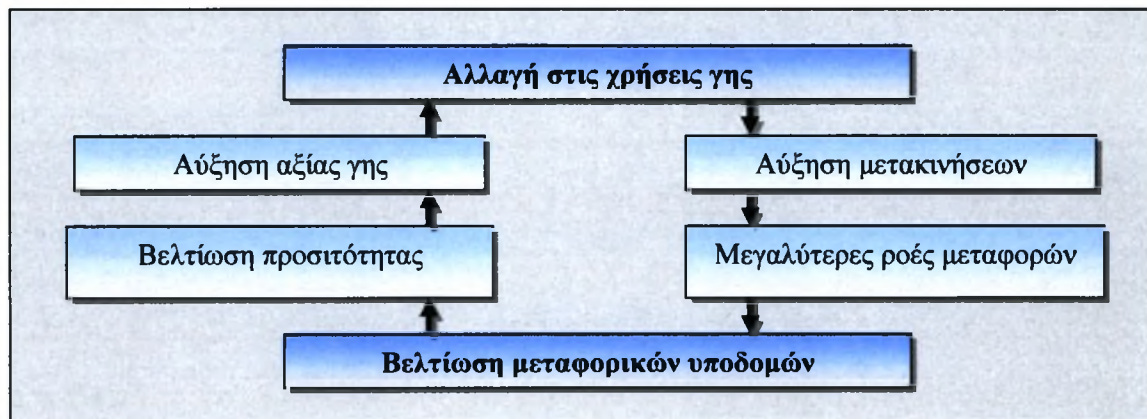 Αλλαγή στις χρήσεις γης
Αύξηση αξίας γης
Αύξηση μετακινήσεων
Βελτίωση προσιτότητας
Μεγαλύτερες ροές μεταφορών
Βελτίωση μεταφορικών υποδομών